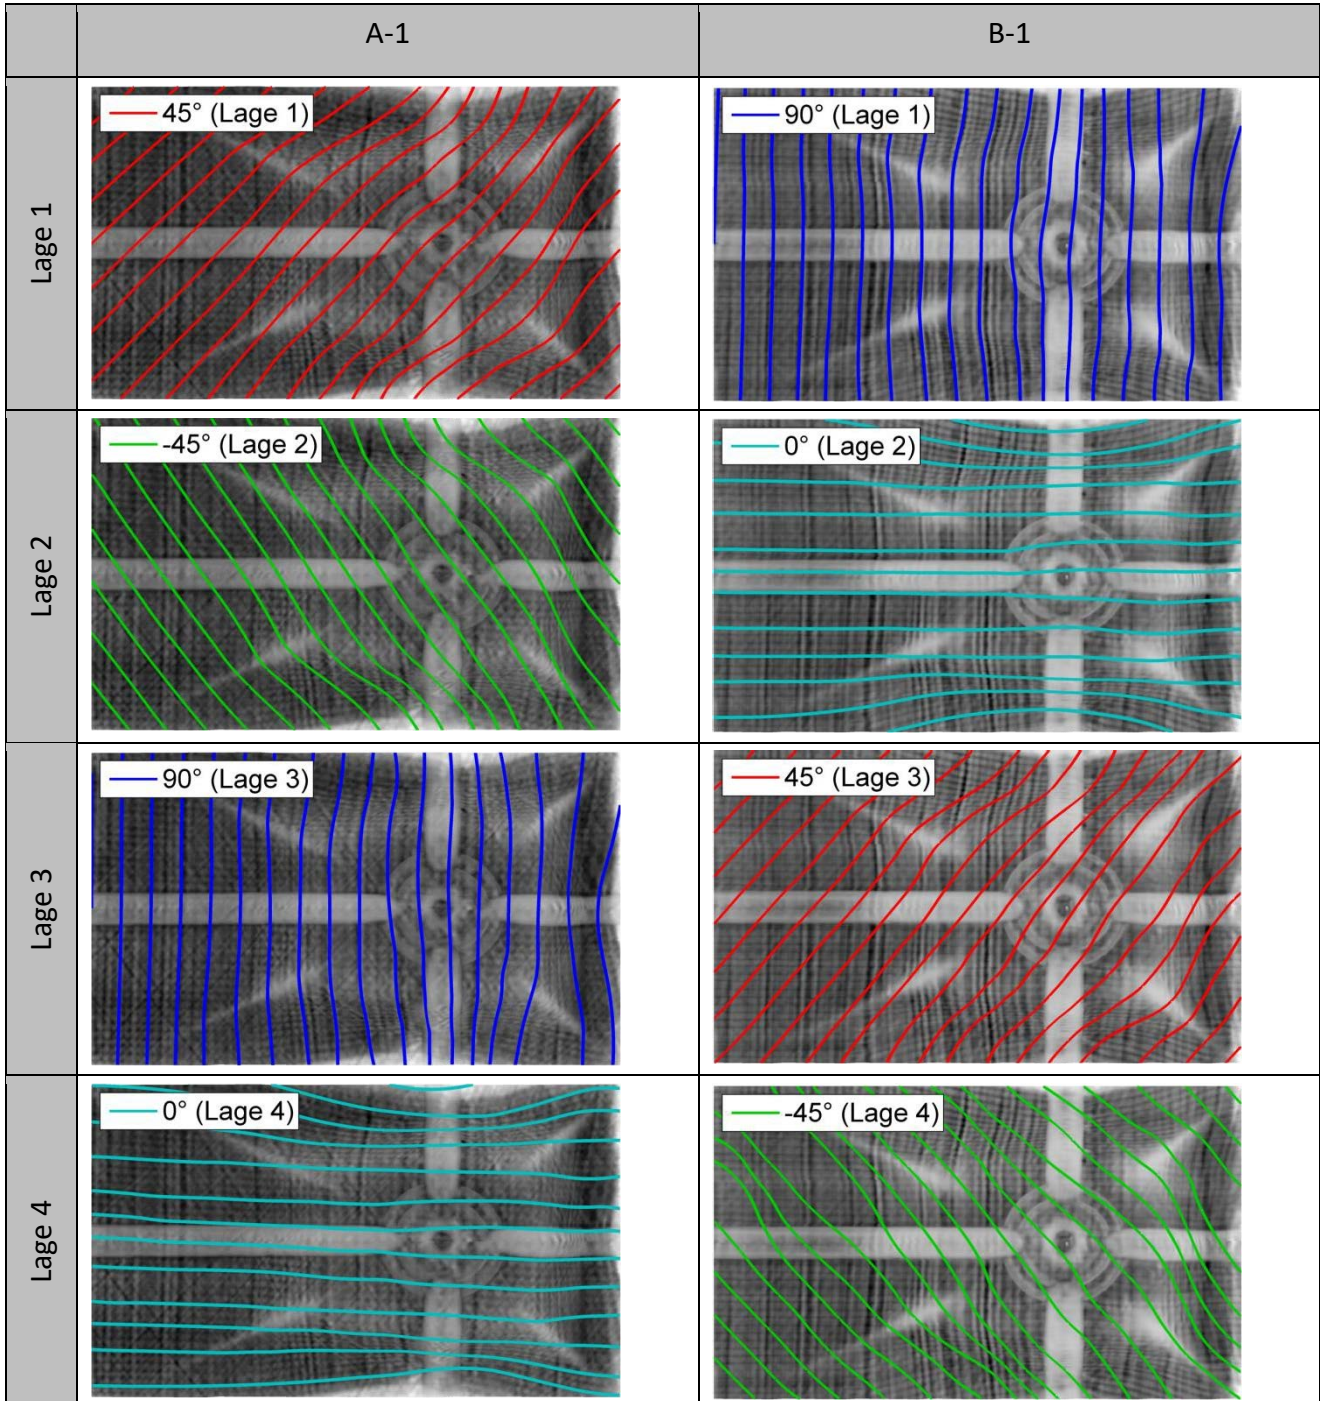 A-1
B-1
Lage 1
45° (Lage 1)
90° (Lage 1)
Lage 2
-45° (Lage 2)
0° (Lage 2)
Lage 3
90° (Lage 3)
45° (Lage 3)
Lage 4
0° (Lage 4)
-45° (Lage 4)